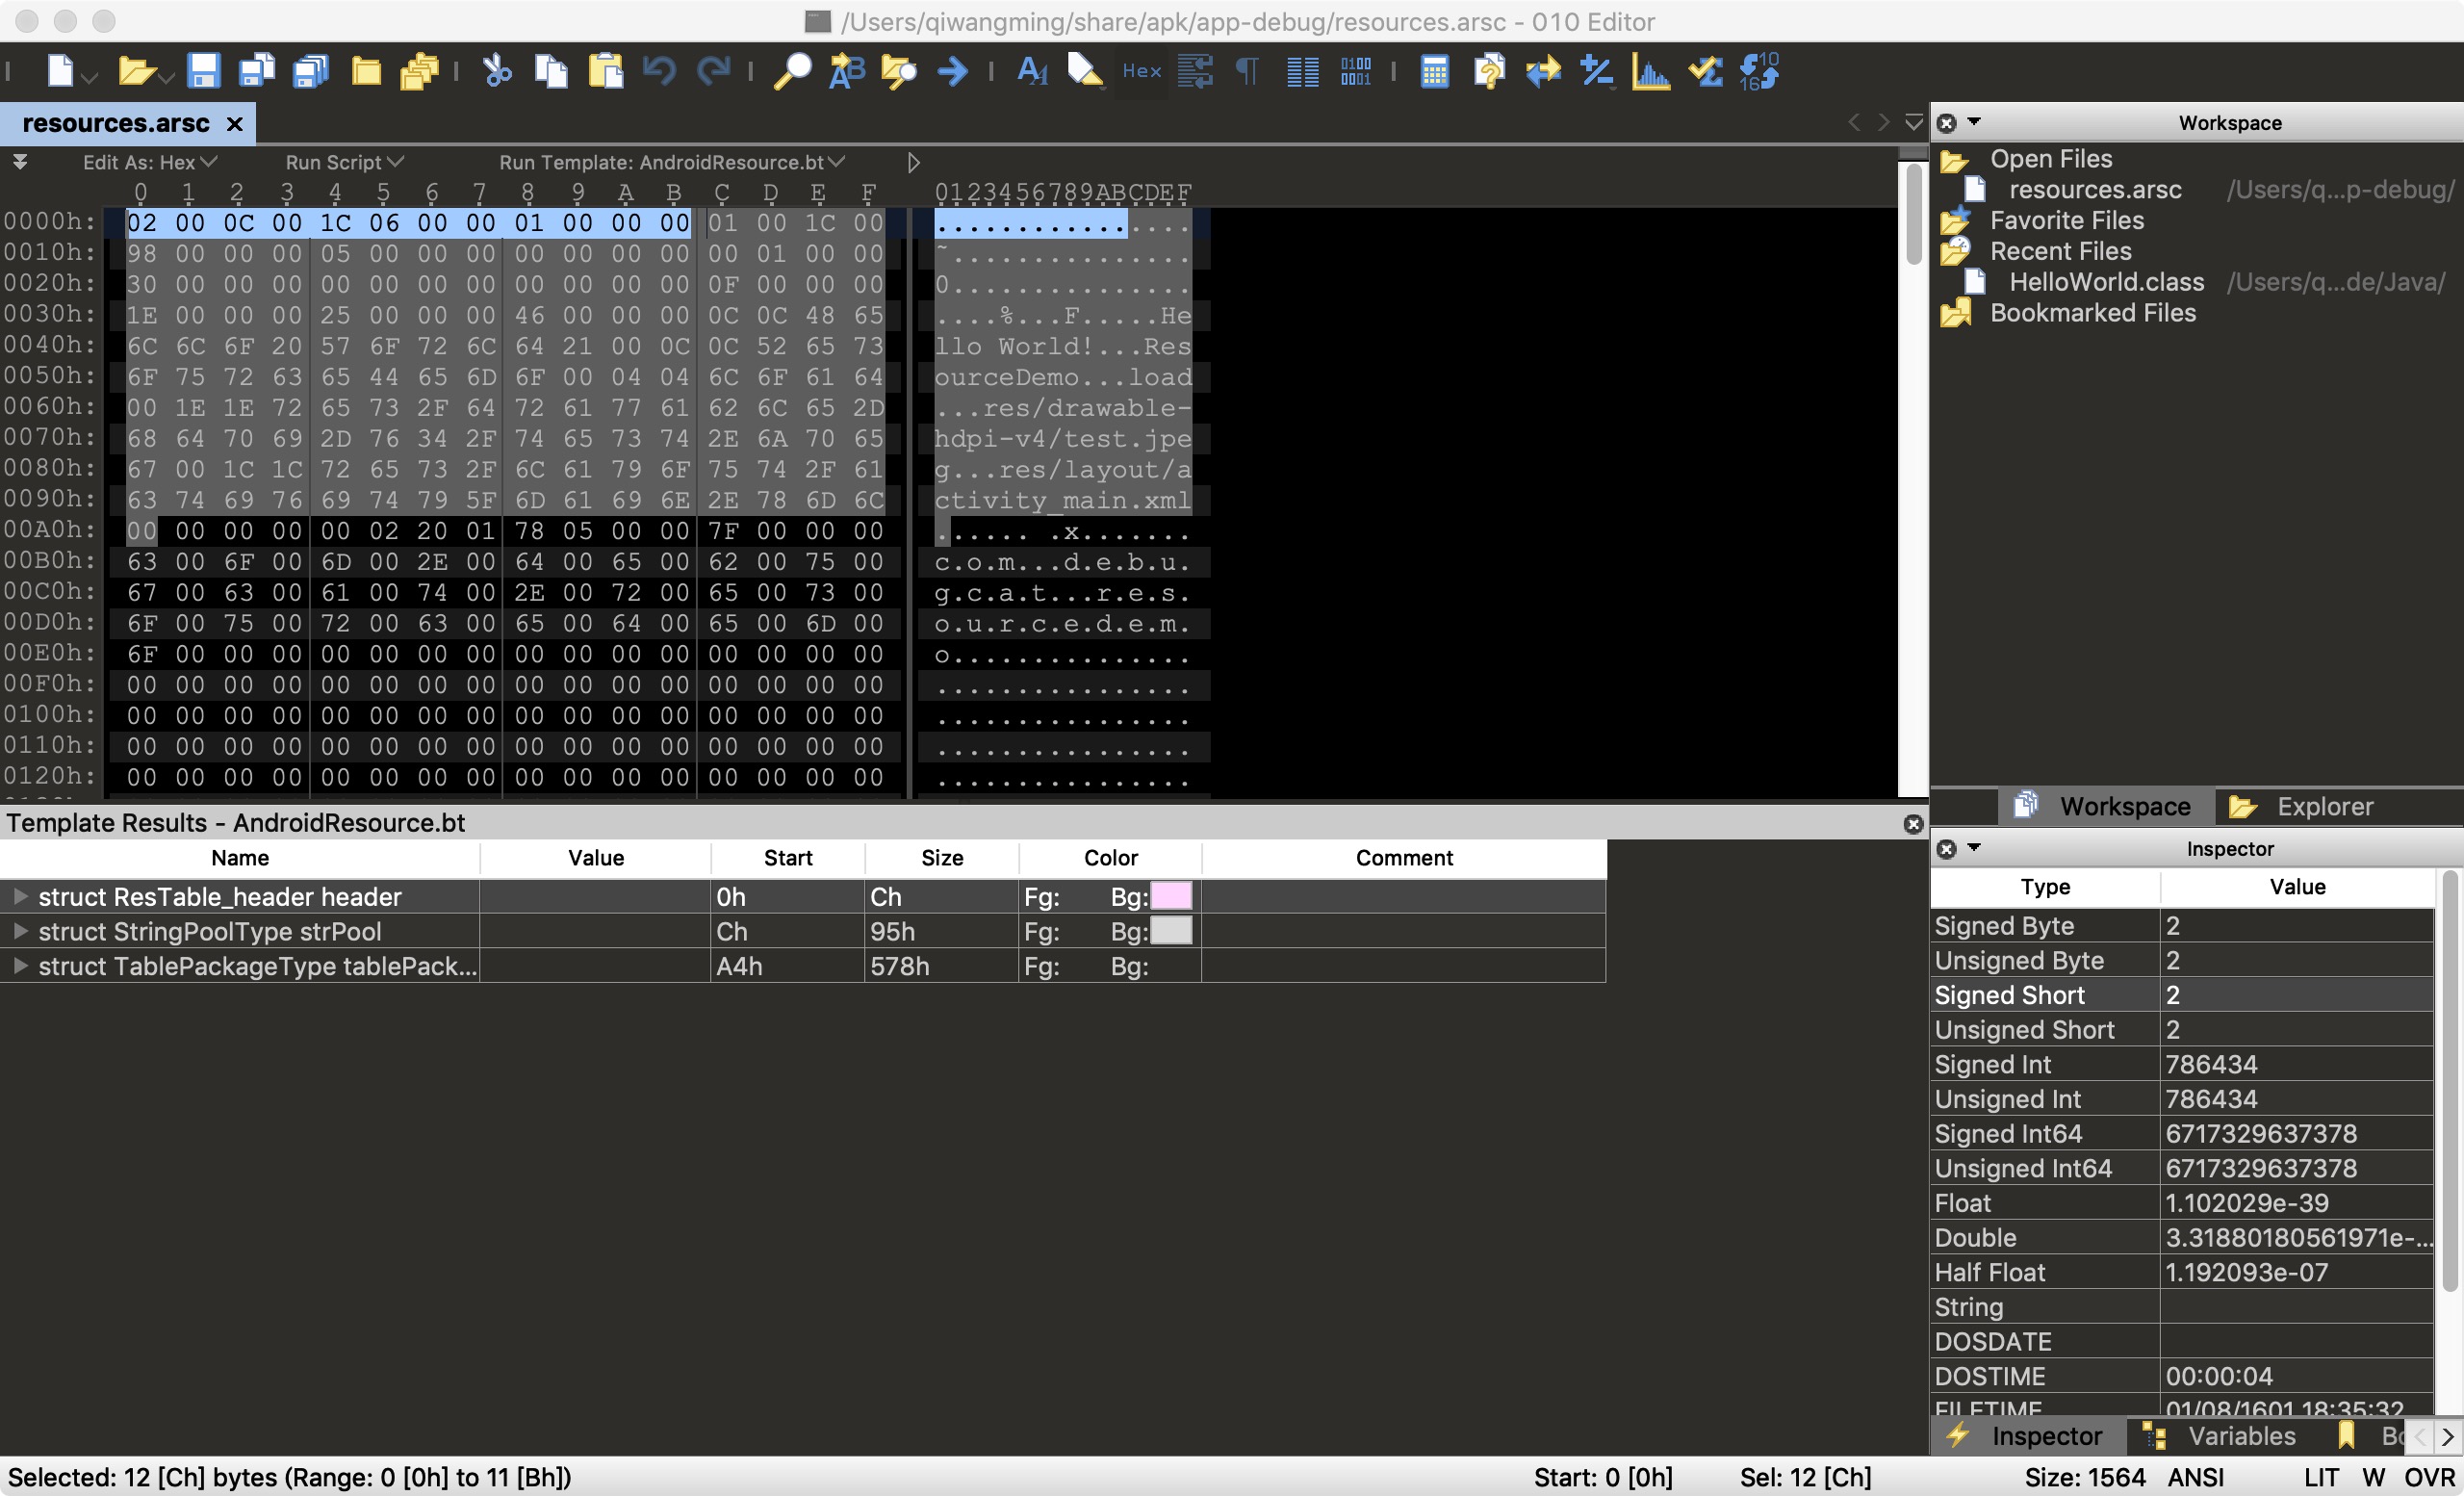 /Users/qiwangming/share/apk/app-debug/resources.arsc - 010 Editor
Hex
resources.arsc
Edit As: Hex Run Script Run Template: AndroidResource.bt
0 1 2 3 4 5 6 7 8 9 A B C D E F 0123456789ABCDEF
0000h: 02 00 0C 00 1C 06 00 00 01 00 00 00 01 00 1C 00 ................
0010h: 98 00 00 00 05 00 00 00 00 00 00 00 00 01 00 00 ~...............
0020h: 30 00 00 00 00 00 00 00 00 00 00 00 0F 00 00 00 0...............
0030h: 1E 00 00 00 25 00 00 00 46 00 00 00 0C 0C 48 65 ....%...F.....He
0040h: 6C 6C 6F 20 57 6F 72 6C 64 21 00 0C 0C 52 65 73 llo World!...Res
0050h: 6F 75 72 63 65 44 65 6D 6F 00 04 04 6C 6F 61 64 ourceDemo...load
0060h: 00 1E 1E 72 65 73 2F 64 72 61 77 61 62 6C 65 2D ...res/drawable-
0070h: 68 64 70 69 2D 76 34 2F 74 65 73 74 2E 6A 70 65 hdpi-v4/test.jpe
0080h: 67 00 1C 1C 72 65 73 2F 6C 61 79 6F 75 74 2F 61 g...res/layout/a
0090h: 63 74 69 76 69 74 79 5F 6D 61 69 6E 2E 78 6D 6C ctivity_main.xml
00A0h: 00 00 00 00 00 02 20 01 78 05 00 00 7F 00 00 00 ...... .x.......
00B0h: 63 00 6F 00 6D 00 2E 00 64 00 65 00 62 00 75 00 c.o.m...d.e.b.u.
00C0h: 67 00 63 00 61 00 74 00 2E 00 72 00 65 00 73 00 g.c.a.t...r.e.s.
00D0h: 6F 00 75 00 72 00 63 00 65 00 64 00 65 00 6D 00 o.u.r.c.e.d.e.m.
00E0h: 6F 00 00 00 00 00 00 00 00 00 00 00 00 00 00 00 o...............
00F0h: 00 00 00 00 00 00 00 00 00 00 00 00 00 00 00 00 ................
0100h: 00 00 00 00 00 00 00 00 00 00 00 00 00 00 00 00 ................
0110h: 00 00 00 00 00 00 00 00 00 00 00 00 00 00 00 00 ................
0120h: 00 00 00 00 00 00 00 00 00 00 00 00 00 00 00 00 ................
Workspace
Open Files
resources.arsc /Users/q...p-debug/
Favorite Files
Recent Files
HelloWorld.class /Users/q...de/Java/
Bookmarked Files
Workspace Explorer
Template Results - AndroidResource.bt
Name Value Start Size Color Comment
struct ResTable_header header 0h Ch Fg: Bg:
struct StringPoolType strPool Ch 95h Fg: Bg:
struct TablePackageType tablePack... A4h 578h Fg: Bg:
Inspector
Type Value
Signed Byte 2
Unsigned Byte 2
Signed Short 2
Unsigned Short 2
Signed Int 786434
Unsigned Int 786434
Signed Int64 6717329637378
Unsigned Int64 6717329637378
Float 1.102029e-39
Double 3.31880180561971e-...
Half Float 1.192093e-07
String
DOSDATE
DOSTIME 00:00:04
FILETIME 01/08/1601 18:35:32
Inspector Variables
Selected: 12 [Ch] bytes (Range: 0 [0h] to 11 [Bh]) Start: 0 [0h] Sel: 12 [Ch] Size: 1564 ANSI LIT W OVR